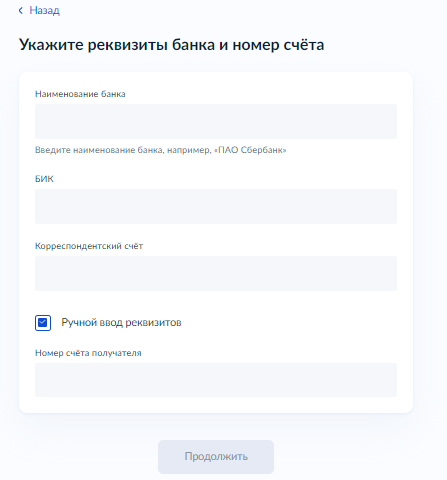 Назад
Укажите реквизиты банка и номер счёта
Наименование банка
Введите наименование банка, например, «ПАО Сбербанк»
БИК
Корреспондентский счёт
Ручной ввод реквизитов
Номер счёта получателя
Продолжить